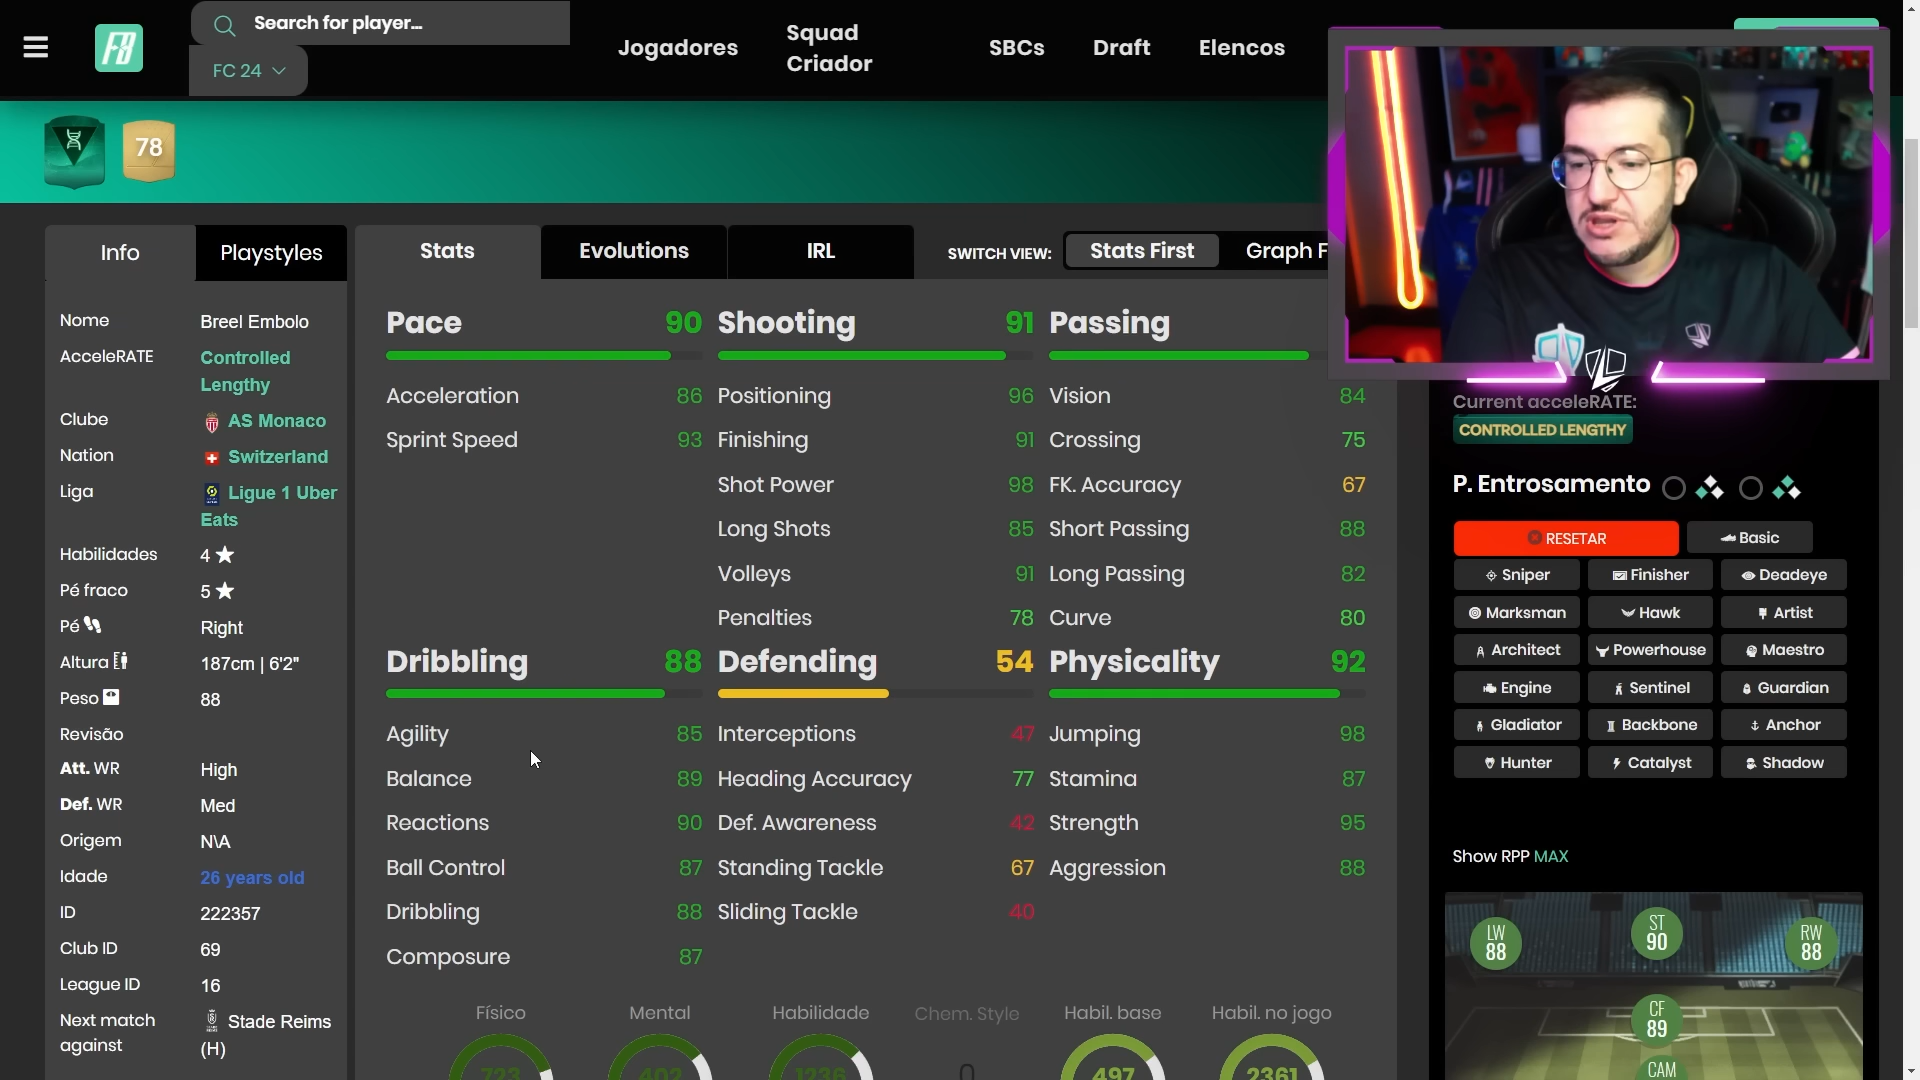 Search for player...
FC 24
Jogadores
Squad
Criador
SBCs
Draft
Elencos
78
Info
Playstyles
Stats
Evolutions
IRL
SWITCH VIEW:
Stats First
Graph F
Nome Breel Embolo
AcceleRATE Controlled
Lengthy
Clube AS Monaco
Nation Switzerland
Liga Ligue 1 Uber
Eats
Habilidades 4
Pé fraco 5
Pé Right
Altura 187cm | 6'2"
Peso 88
Revisão
Att. WR High
Def. WR Med
Origem N\A
Idade 26 years old
ID 222357
Club ID 69
League ID 16
Next match
against
Stade Reims
(H)
Pace 90
Acceleration 86
Sprint Speed 93
Shooting 91
Positioning 96
Finishing 91
Shot Power 98
Long Shots 85
Volleys 91
Penalties 78
Passing
Vision 84
Crossing 75
FK. Accuracy 67
Short Passing 88
Long Passing 82
Curve 80
Dribbling 88
Agility 85
Balance 89
Reactions 90
Ball Control 87
Dribbling 88
Composure 87
Defending 54
Interceptions 47
Heading Accuracy 77
Def. Awareness 42
Standing Tackle 67
Sliding Tackle 40
Physicality 92
Jumping 98
Stamina 87
Strength 95
Aggression 88
Físico
723
Mental
402
Habilidade
1236
Chem. Style
0
Habil. base
497
Habil. no jogo
2361
Current acceleRATE:
CONTROLLED LENGTHY
P. Entrosamento
RESETAR Basic
Sniper Finisher Deadeye
Marksman Hawk Artist
Architect Powerhouse Maestro
Engine Sentinel Guardian
Gladiator Backbone Anchor
Hunter Catalyst Shadow
Show RPP MAX
LW
88
ST
90
RW
88
CF
89
CAM